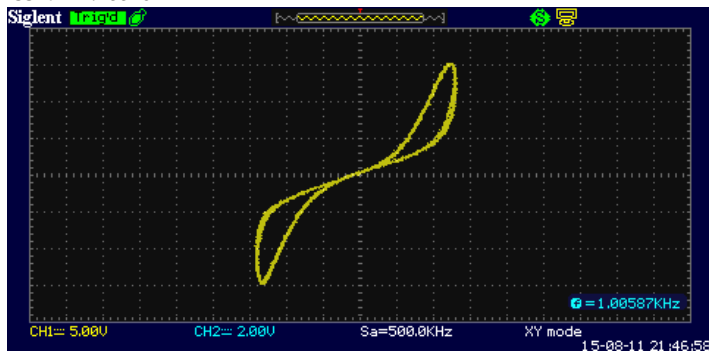 Siglent Trig'd
f=1.00587KHz
CH1 5.00V CH2 2.00V Sa=500.0KHz XY mode
15-08-11 21:46:58